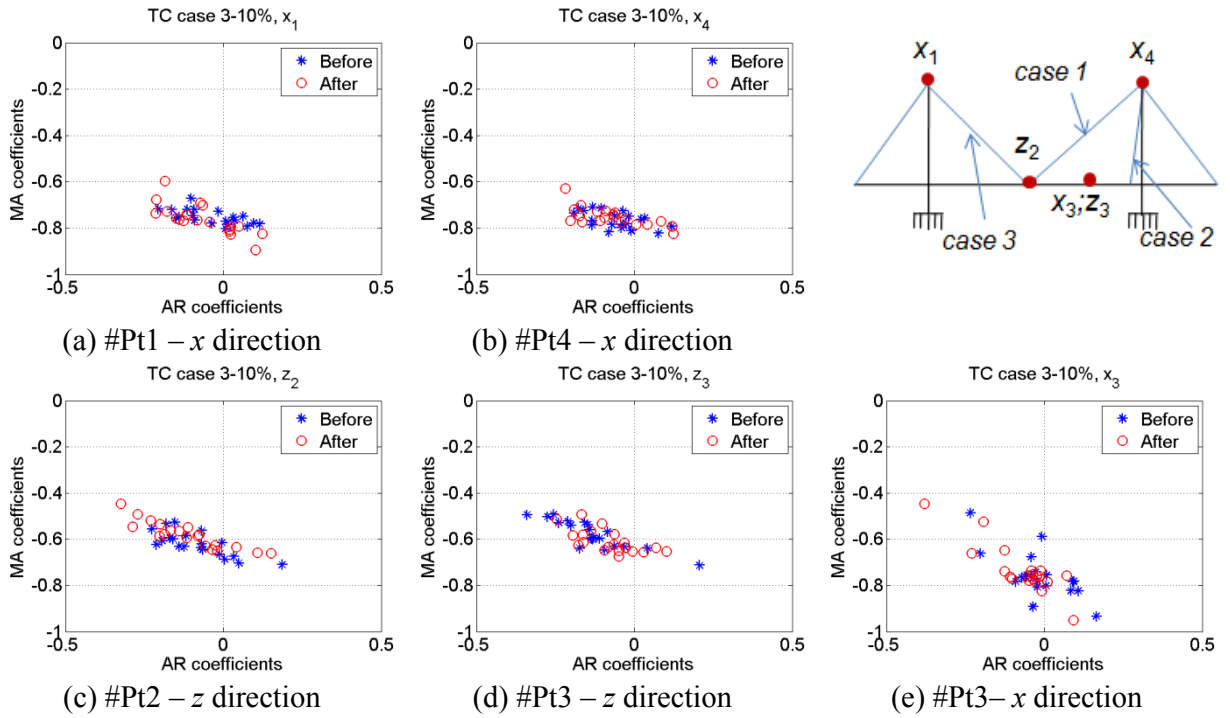 TC case 3-10%, x1
0
-0.2
-0.4
-0.6
-0.8
-1
-0.5
0
0.5
MA coefficients
AR coefficients
Before
After
(a) #Pt1 – x direction
TC case 3-10%, x4
0
-0.2
-0.4
-0.6
-0.8
-1
-0.5
0
0.5
MA coefficients
AR coefficients
Before
After
(b) #Pt4 – x direction
x1
x4
case 1
z2
x3;z3
case 3
case 2
TC case 3-10%, z2
0
-0.2
-0.4
-0.6
-0.8
-1
-0.5
0
0.5
MA coefficients
AR coefficients
Before
After
(c) #Pt2 – z direction
TC case 3-10%, z3
0
-0.2
-0.4
-0.6
-0.8
-1
-0.5
0
0.5
MA coefficients
AR coefficients
Before
After
(d) #Pt3 – z direction
TC case 3-10%, x3
0
-0.2
-0.4
-0.6
-0.8
-1
-0.5
0
0.5
MA coefficients
AR coefficients
Before
After
(e) #Pt3– x direction